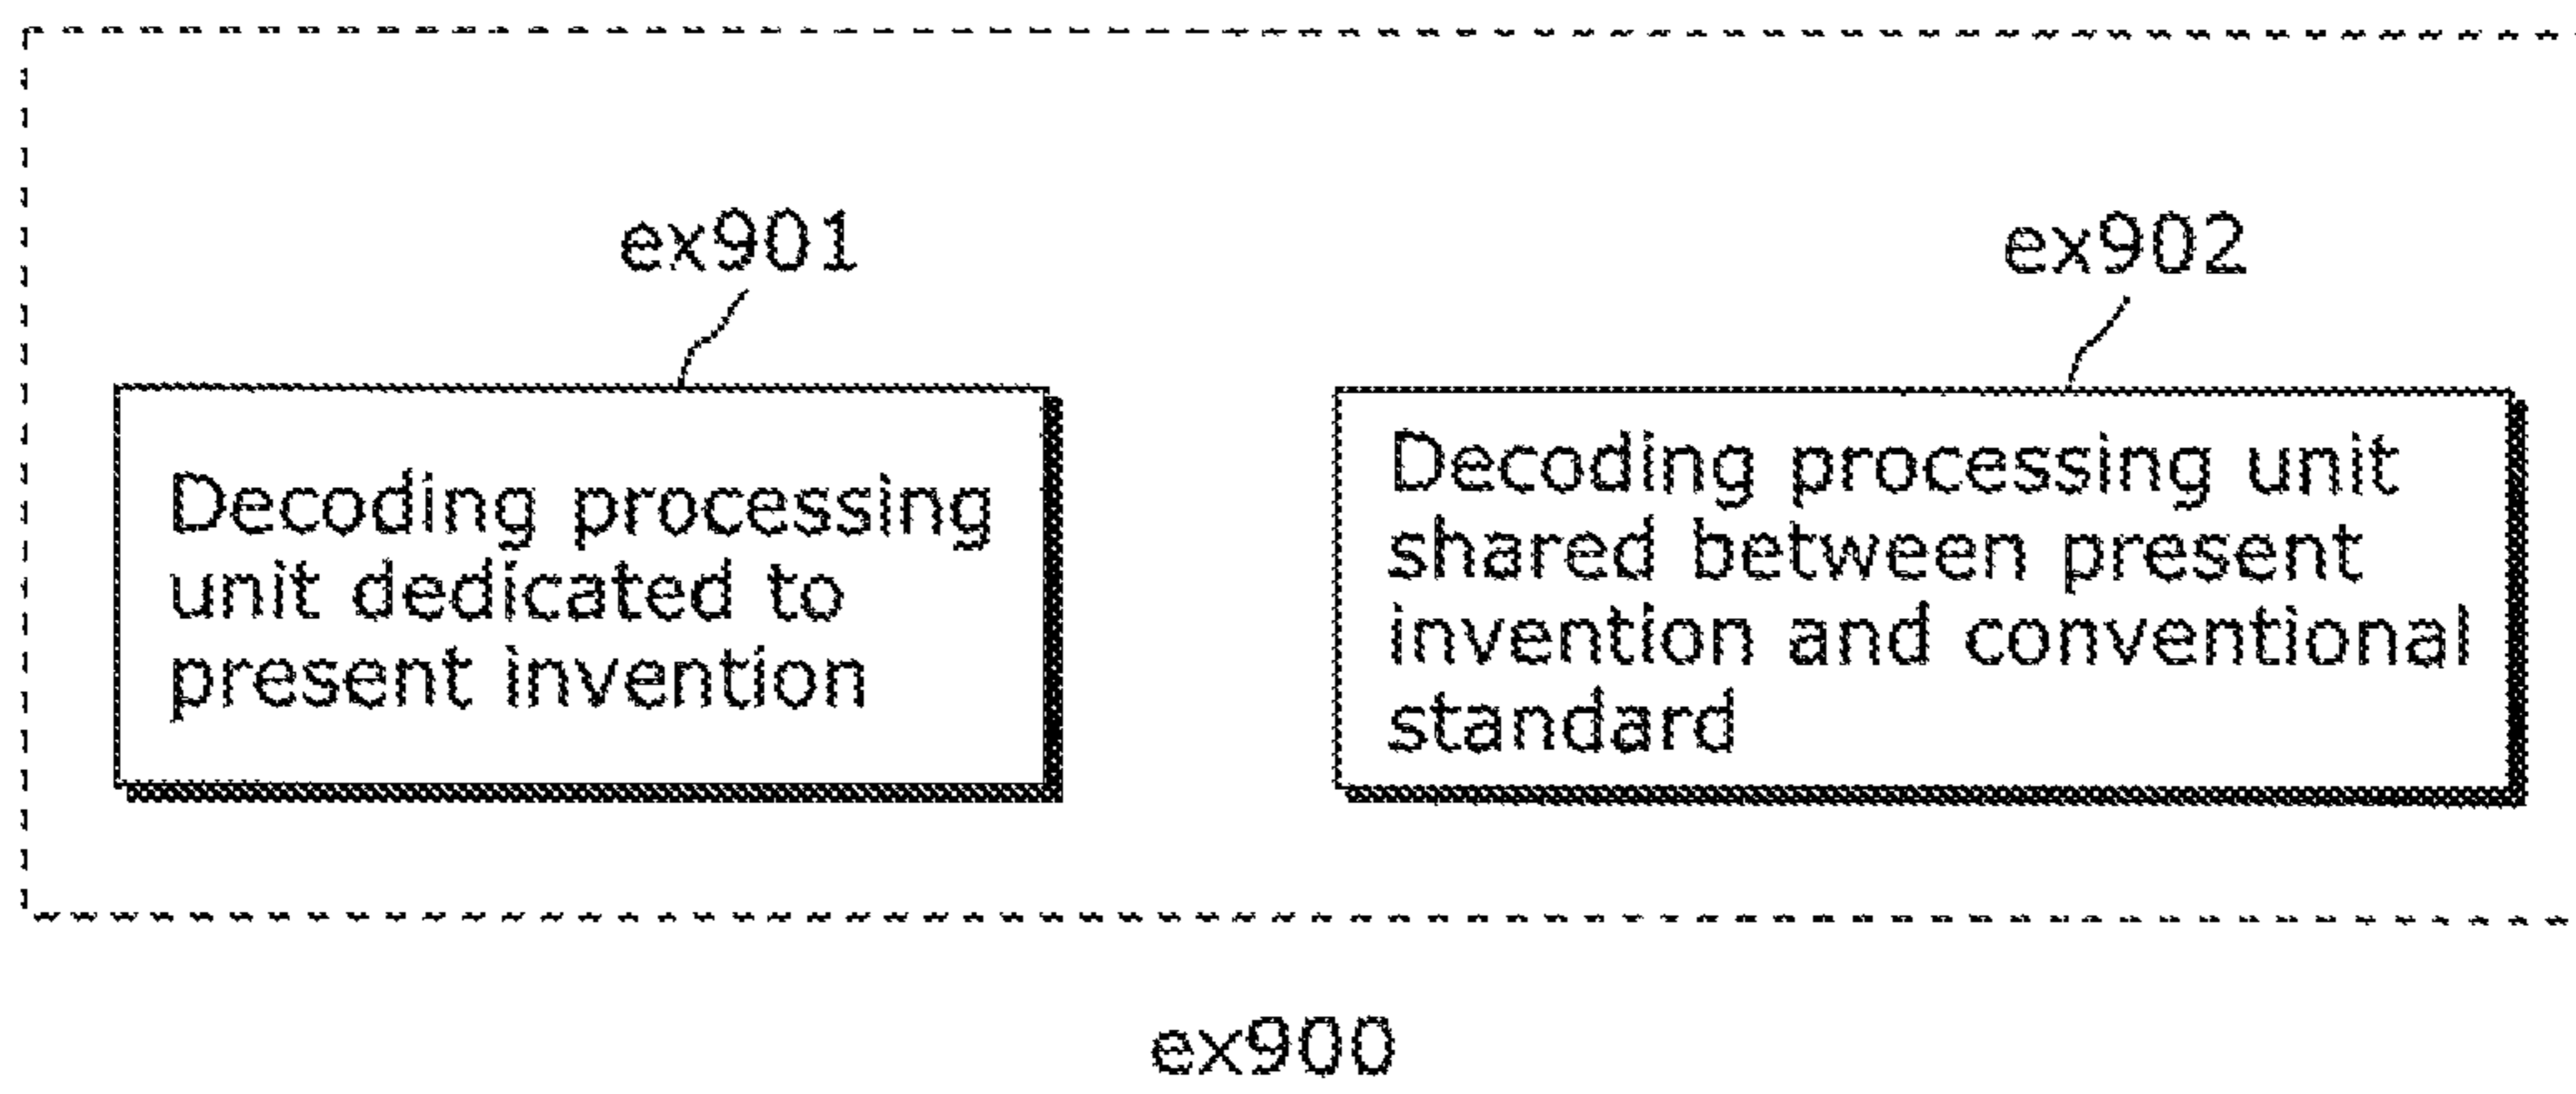 ex901
Decoding processing
unit dedicated to
present invention
ex902
Decoding processing unit
shared between present
invention and conventional
standard
ex900